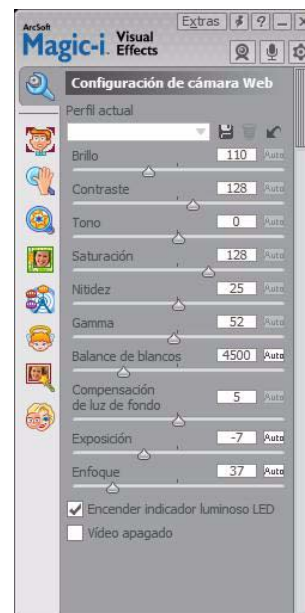 ArcSoft
Magic-i. Visual Effects
Extras
Configuración de cámara Web
Perfil actual
Brillo 110 Auto
Contraste 128 Auto
Tono 0 Auto
Saturación 128 Auto
Nitidez 25 Auto
Gamma 52 Auto
Balance de blancos 4500 Auto
Compensación
de luz de fondo 5 Auto
Exposición -7 Auto
Enfoque 37 Auto
Encender indicador luminoso LED
Vídeo apagado